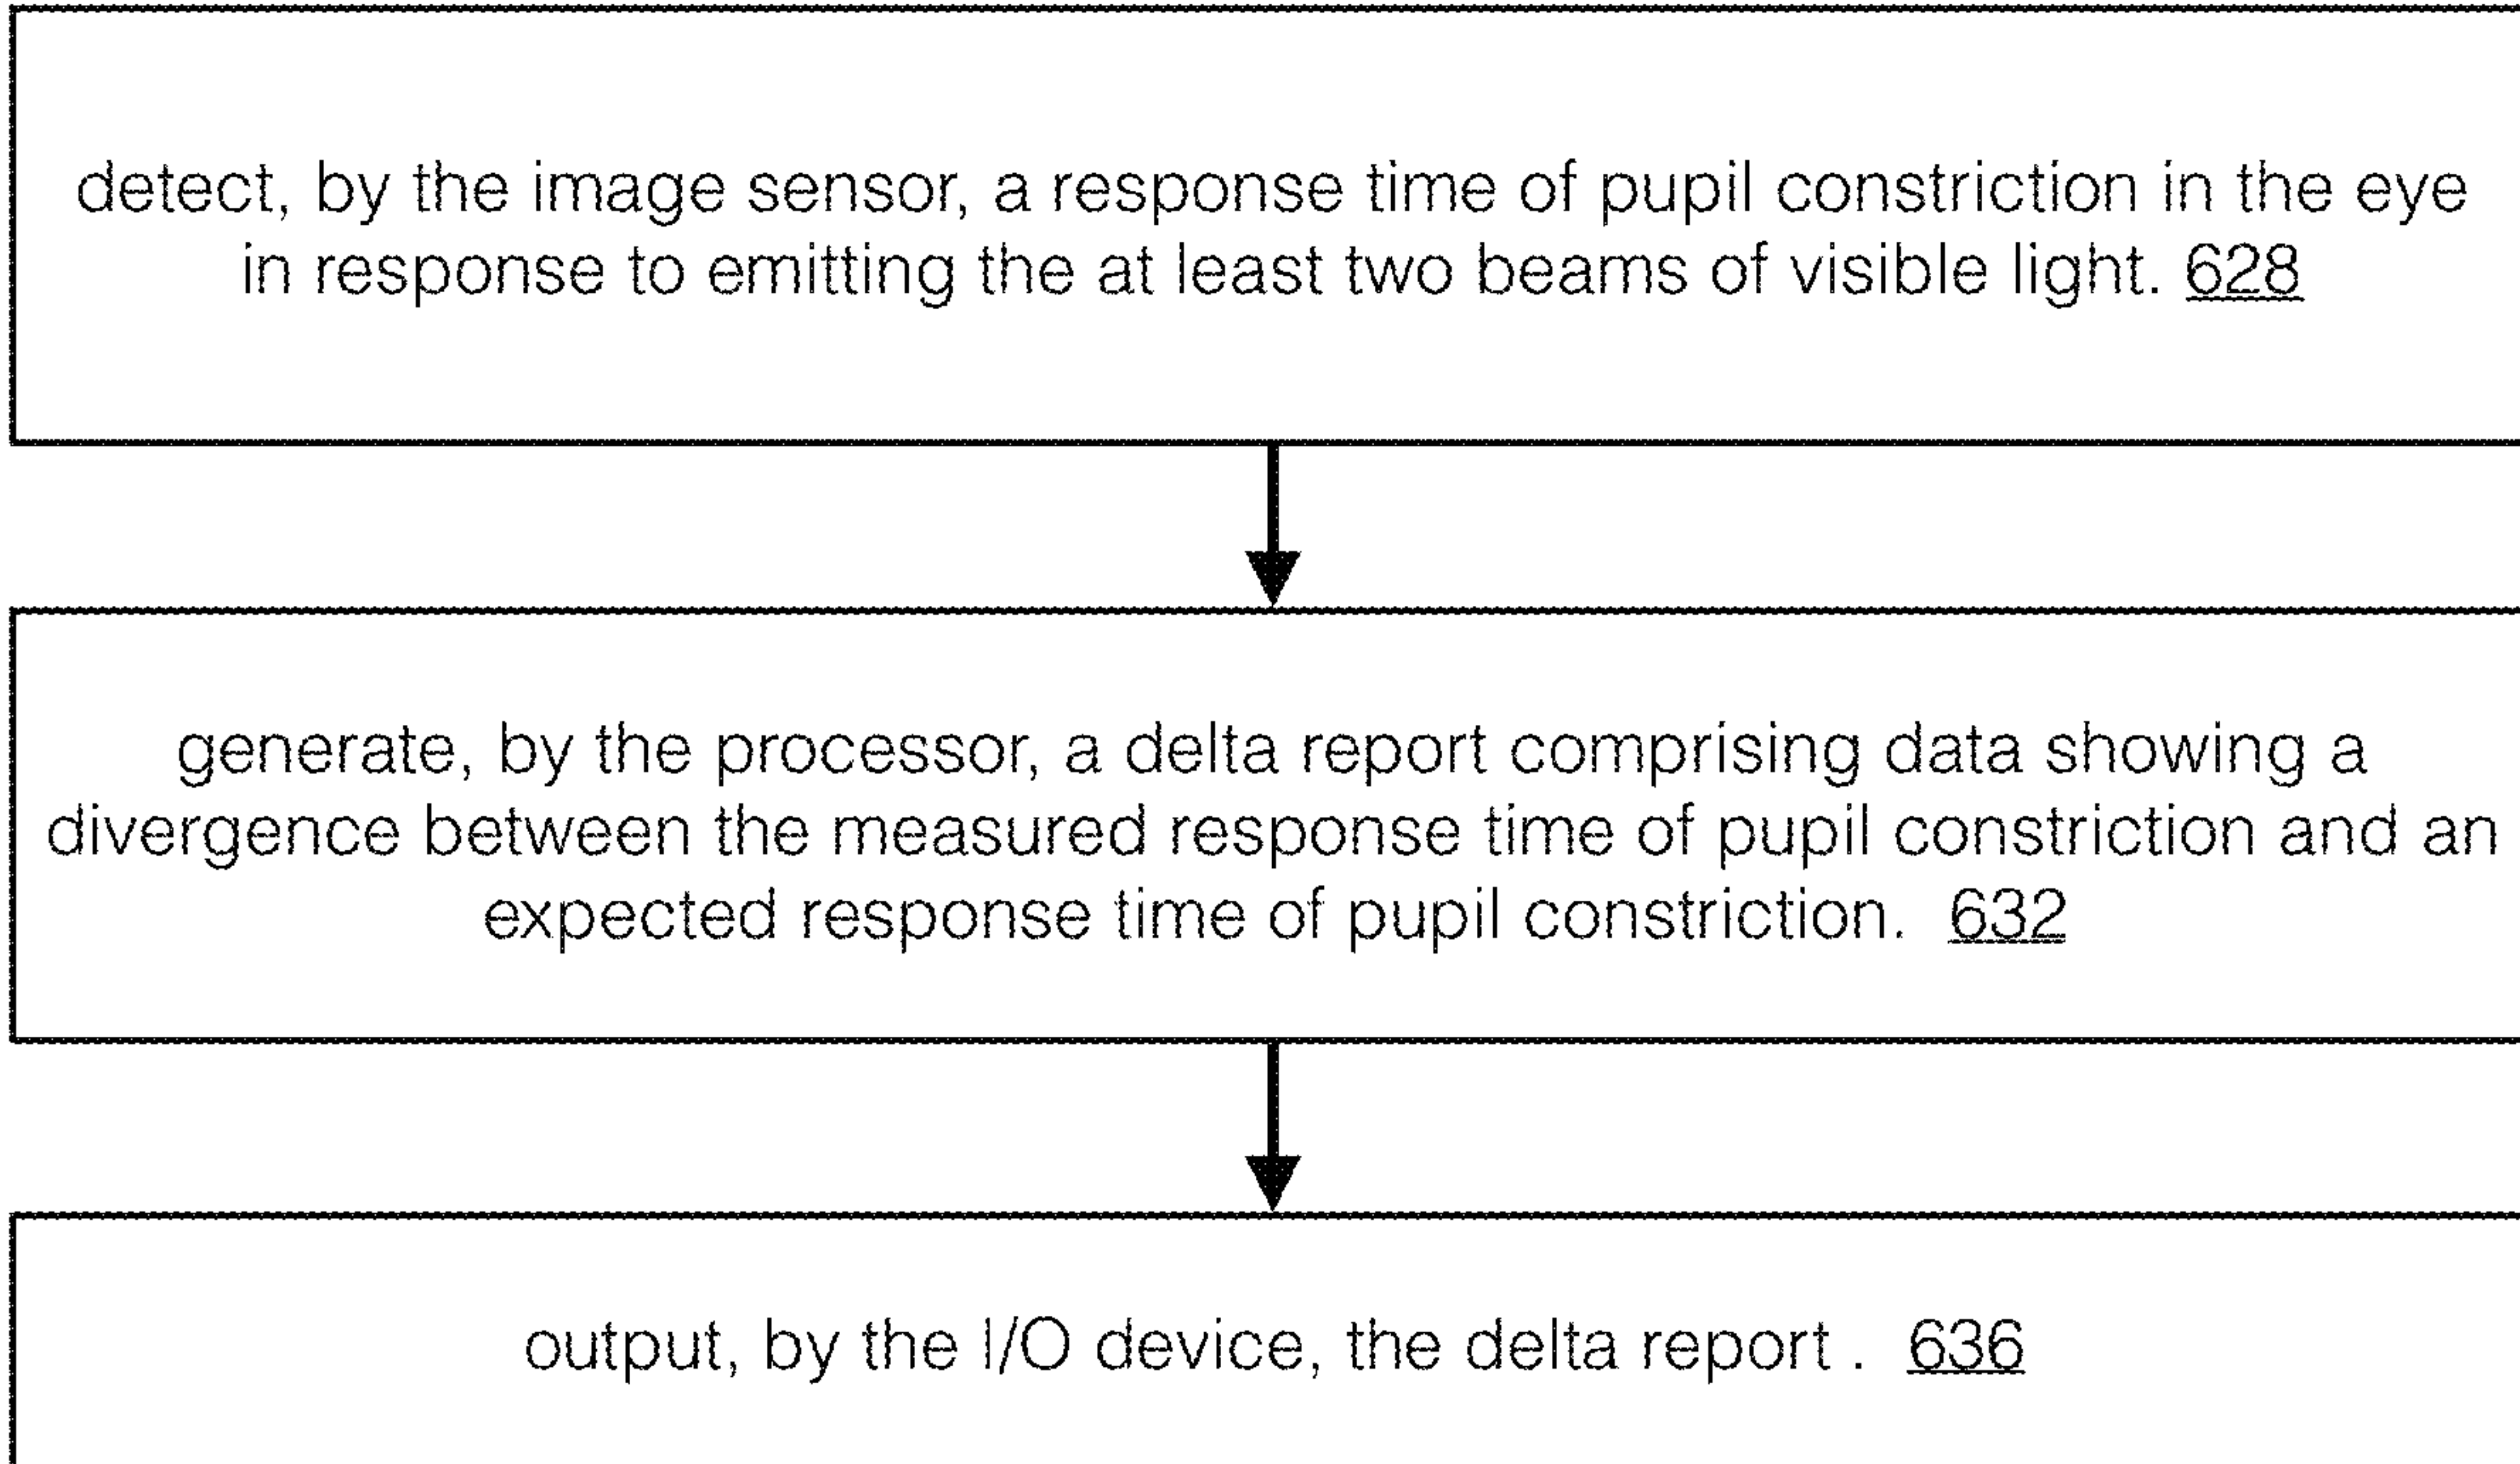 detect, by the image sensor, a response time of pupil constriction in the eye
in response to emitting the at least two beams of visible light. 628
generate, by the processor, a delta report comprising data showing a
divergence between the measured response time of pupil constriction and an
expected response time of pupil constriction. 632
output, by the I/O device, the delta report . 636